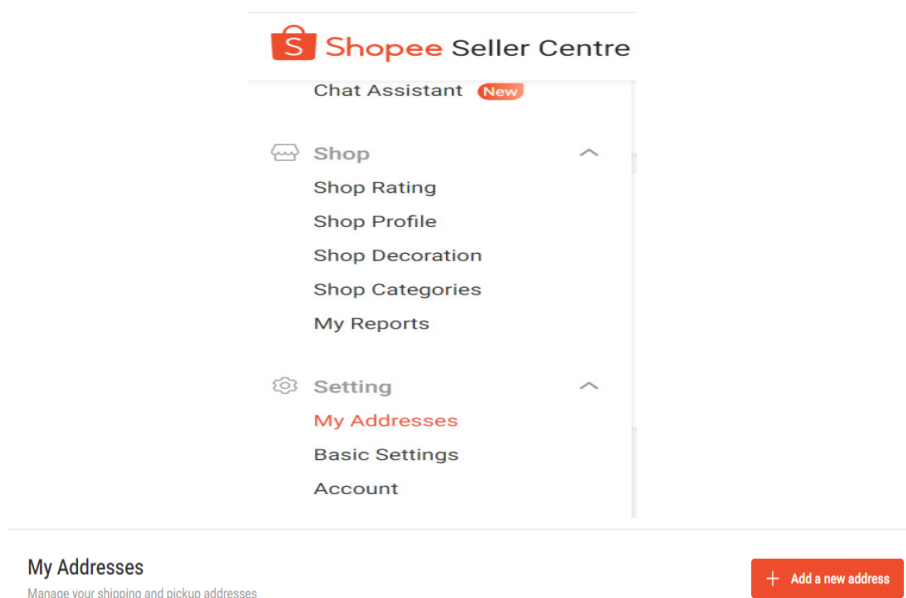 S Shopee Seller Centre
Chat Assistant New
Shop
Shop Rating
Shop Profile
Shop Decoration
Shop Categories
My Reports
Setting
My Addresses
Basic Settings
Account
My Addresses
+ Add a new address
Manage your shipping and pickup addresses